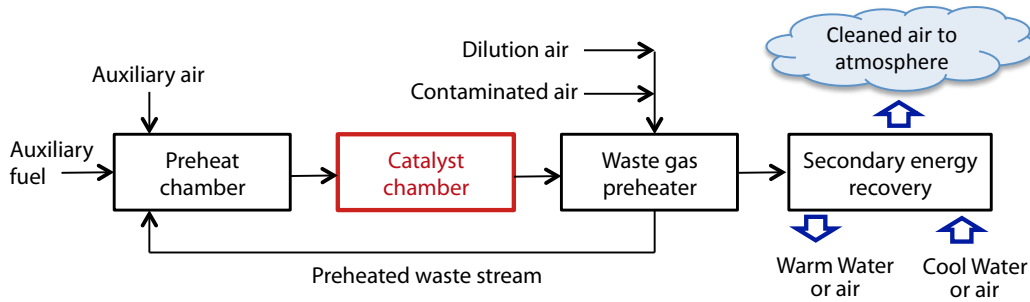 Dilution air
Cleaned air to
atmosphere
Auxiliary air
Contaminated air
Auxiliary
fuel
Preheat
chamber
Catalyst
chamber
Waste gas
preheater
Secondary energy
recovery
Preheated waste stream
Warm Water
or air
Cool Water
or air